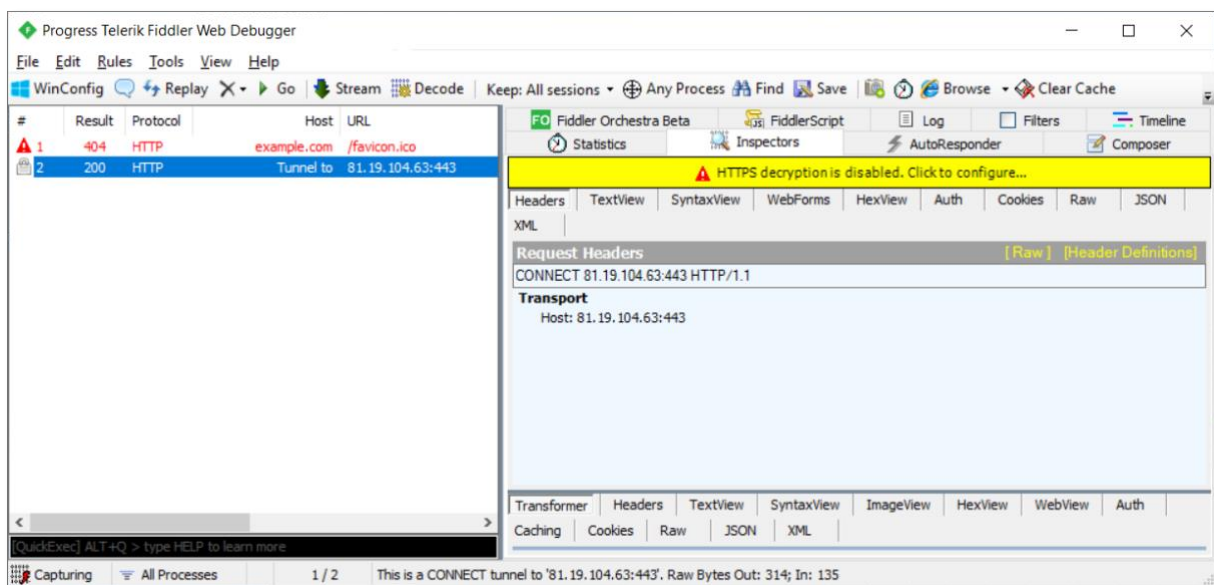 Progress Telerik Fiddler Web Debugger
File Edit Rules Tools View Help
WinConfig Replay Go Stream Decode Keep: All sessions Any Process Find Save Browse Clear Cache
# Result Protocol Host URL
1 404 HTTP example.com /favicon.ico
2 200 HTTP Tunnel to 81.19.104.63:443
FO Fiddler Orchestra Beta FiddlerScript Log Filters Timeline
Statistics Inspectors AutoResponder Composer
HTTPS decryption is disabled. Click to configure...
Headers TextView SyntaxView WebForms HexView Auth Cookies Raw JSON
XML
Request Headers [ Raw ] [Header Definitions]
CONNECT 81.19.104.63:443 HTTP/1.1
Transport
Host: 81.19.104.63:443
Transformer Headers TextView SyntaxView ImageView HexView WebView Auth
Caching Cookies Raw JSON XML
[QuickExec] ALT+Q > type HELP to learn more
Capturing All Processes 1 / 2 This is a CONNECT tunnel to '81.19.104.63:443'. Raw Bytes Out: 314; In: 135